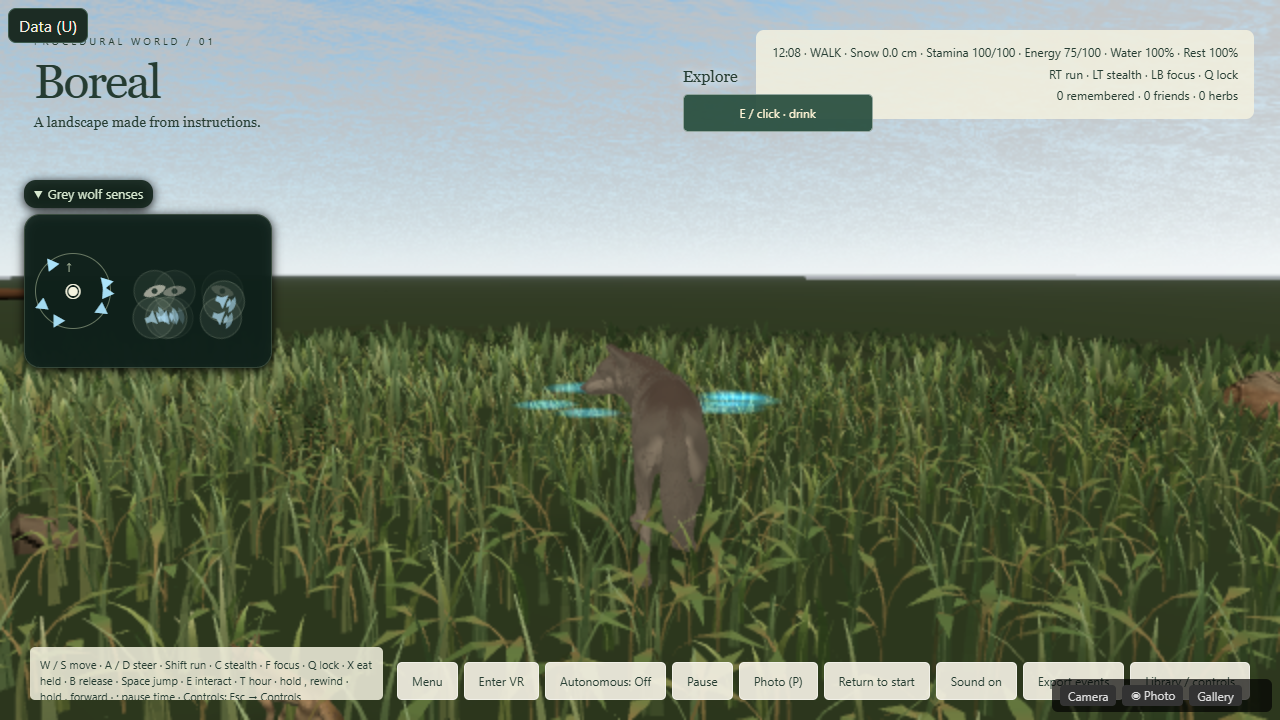 Data (U)
PROCEDURAL WORLD / 01
Boreal
A landscape made from instructions.
12:08 · WALK · Snow 0.0 cm · Stamina 100/100 · Energy 75/100 · Water 100% · Rest 100%
RT run · LT stealth · LB focus · Q lock
0 remembered · 0 friends · 0 herbs
Explore
E / click · drink
▼ Grey wolf senses
W / S move · A / D steer · Shift run · C stealth · F focus · Q lock · X eat
held · B release · Space jump · E interact · T hour · hold , rewind ·
hold . forward · ; pause time · Controls: Esc → Controls
Menu
Enter VR
Autonomous: Off
Pause
Photo (P)
Return to start
Sound on
Export events
Library / controls
Camera
◉ Photo
Gallery